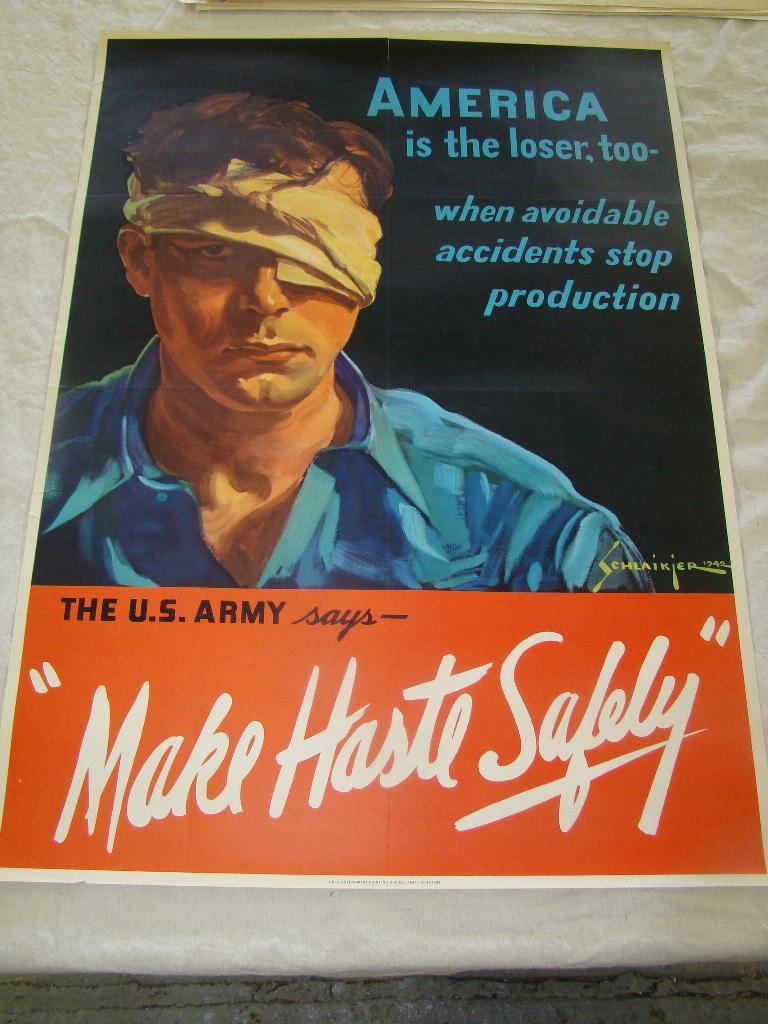 AMERICA
is the loser, too-
when avoidable
accidents stop
production
SCHLAIKJER 1942
THE U.S. ARMY says—
"Make Haste Safely"